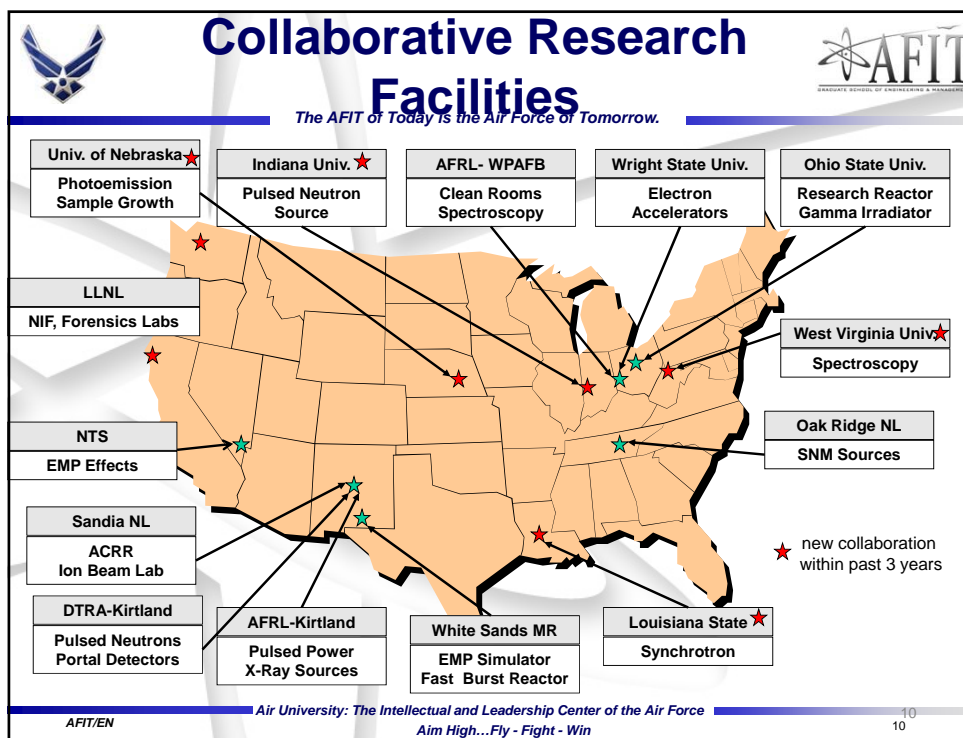 Collaborative Research
Facilities
The AFIT of Today is the Air Force of Tomorrow.
AFIT
GRADUATE SCHOOL OF ENGINEERING & MANAGEMENT
Univ. of Nebraska
Photoemission
Sample Growth
Indiana Univ.
Pulsed Neutron
Source
AFRL- WPAFB
Clean Rooms
Spectroscopy
Wright State Univ.
Electron
Accelerators
Ohio State Univ.
Research Reactor
Gamma Irradiator
LLNL
NIF, Forensics Labs
West Virginia Univ.
Spectroscopy
NTS
EMP Effects
Oak Ridge NL
SNM Sources
Sandia NL
ACRR
Ion Beam Lab
new collaboration
within past 3 years
DTRA-Kirtland
Pulsed Neutrons
Portal Detectors
AFRL-Kirtland
Pulsed Power
X-Ray Sources
White Sands MR
EMP Simulator
Fast Burst Reactor
Louisiana State
Synchrotron
AFIT/EN
Air University: The Intellectual and Leadership Center of the Air Force
Aim High...Fly - Fight - Win
10
10